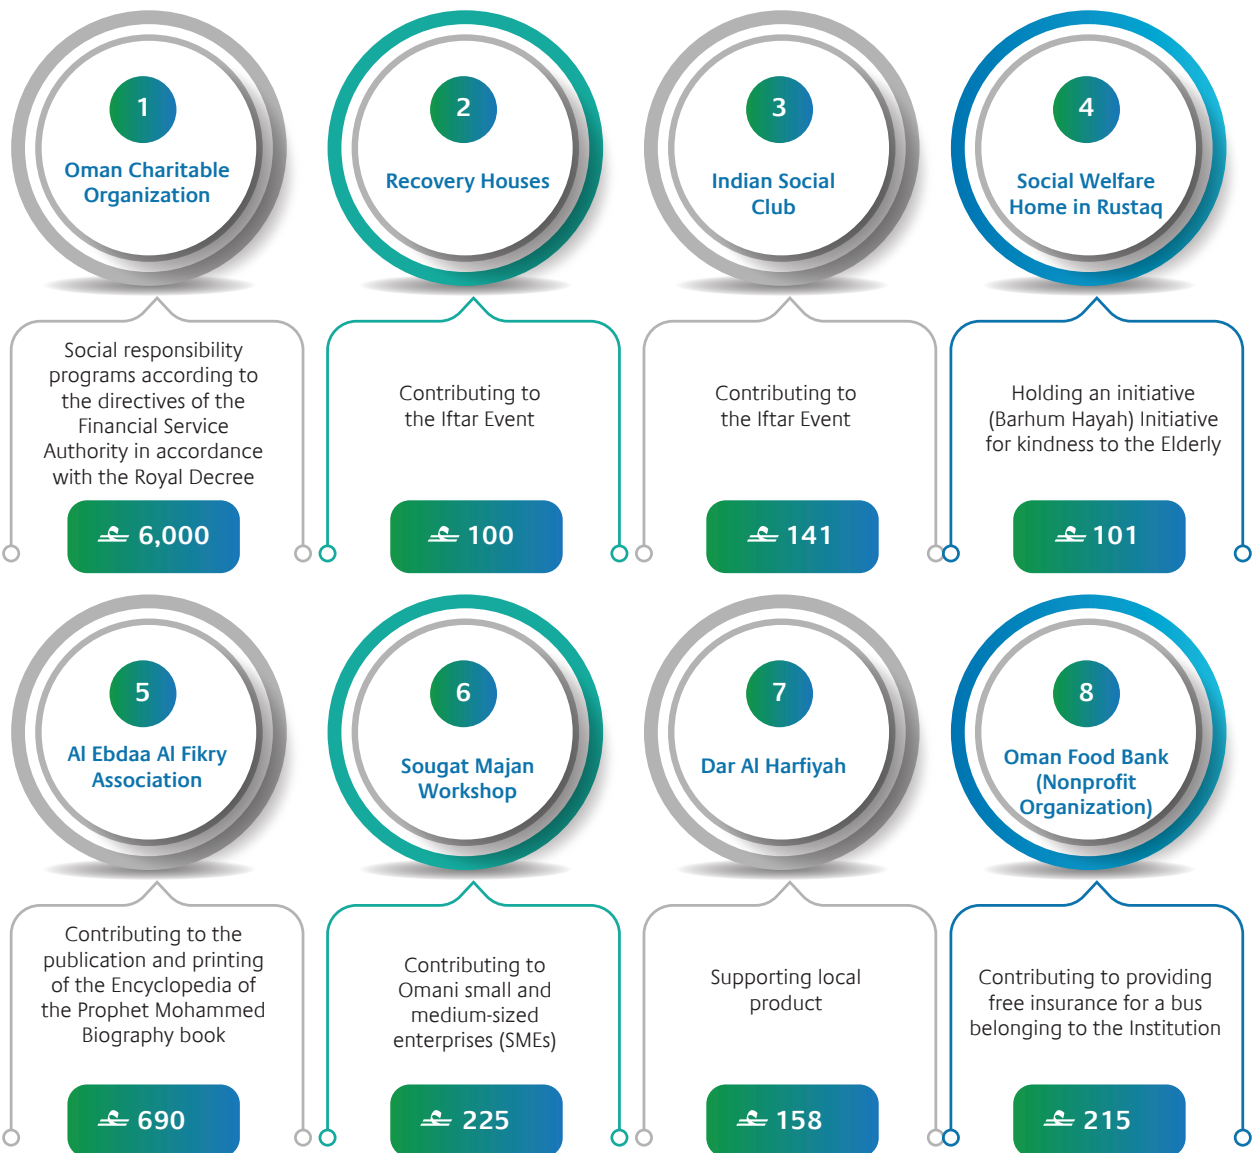 1
Oman Charitable
Organization
2
Recovery Houses
3
Indian Social
Club
4
Social Welfare
Home in Rustaq
Social responsibility
programs according to
the directives of the
Financial Service
Authority in accordance
with the Royal Decree
6,000
Contributing to
the Iftar Event
100
Contributing to
the Iftar Event
141
Holding an initiative
(Barhum Hayah) Initiative
for kindness to the Elderly
101
5
Al Ebdaa Al Fikry
Association
6
Sougat Majan
Workshop
7
Dar Al Harfiyah
8
Oman Food Bank
(Nonprofit
Organization)
Contributing to the
publication and printing
of the Encyclopedia of
the Prophet Mohammed
Biography book
690
Contributing to
Omani small and
medium-sized
enterprises (SMEs)
225
Supporting local
product
158
Contributing to providing
free insurance for a bus
belonging to the Institution
215